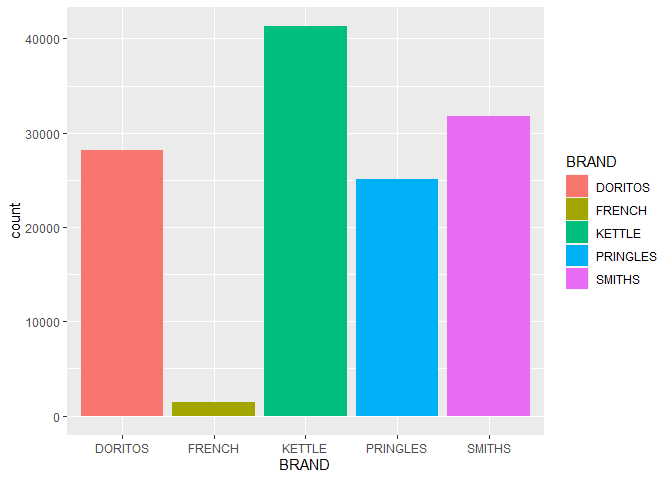 40000
30000
20000
10000
0
count
DORITOS FRENCH KETTLE PRINGLES SMITHS
BRAND
BRAND
DORITOS
FRENCH
KETTLE
PRINGLES
SMITHS